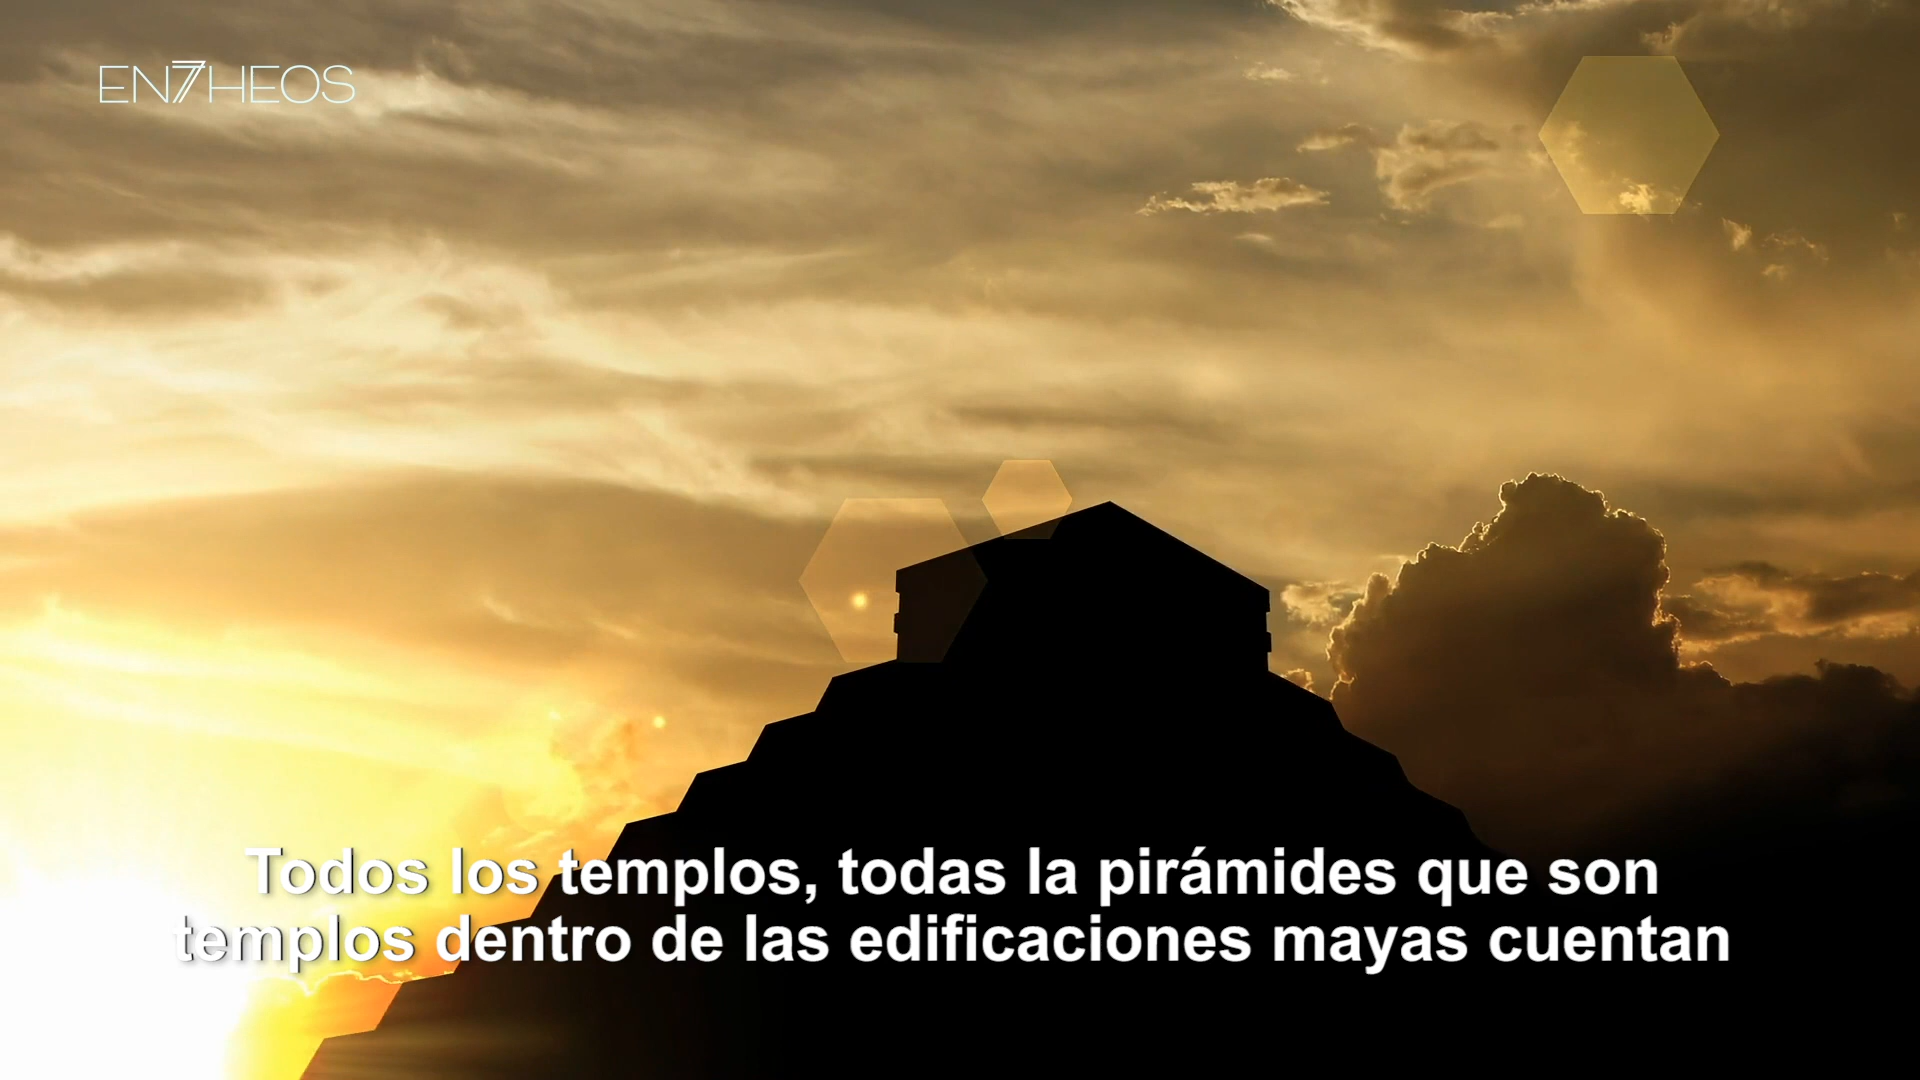 EN7HEOS
Todos los templos, todas la pirámides que son
templos dentro de las edificaciones mayas cuentan